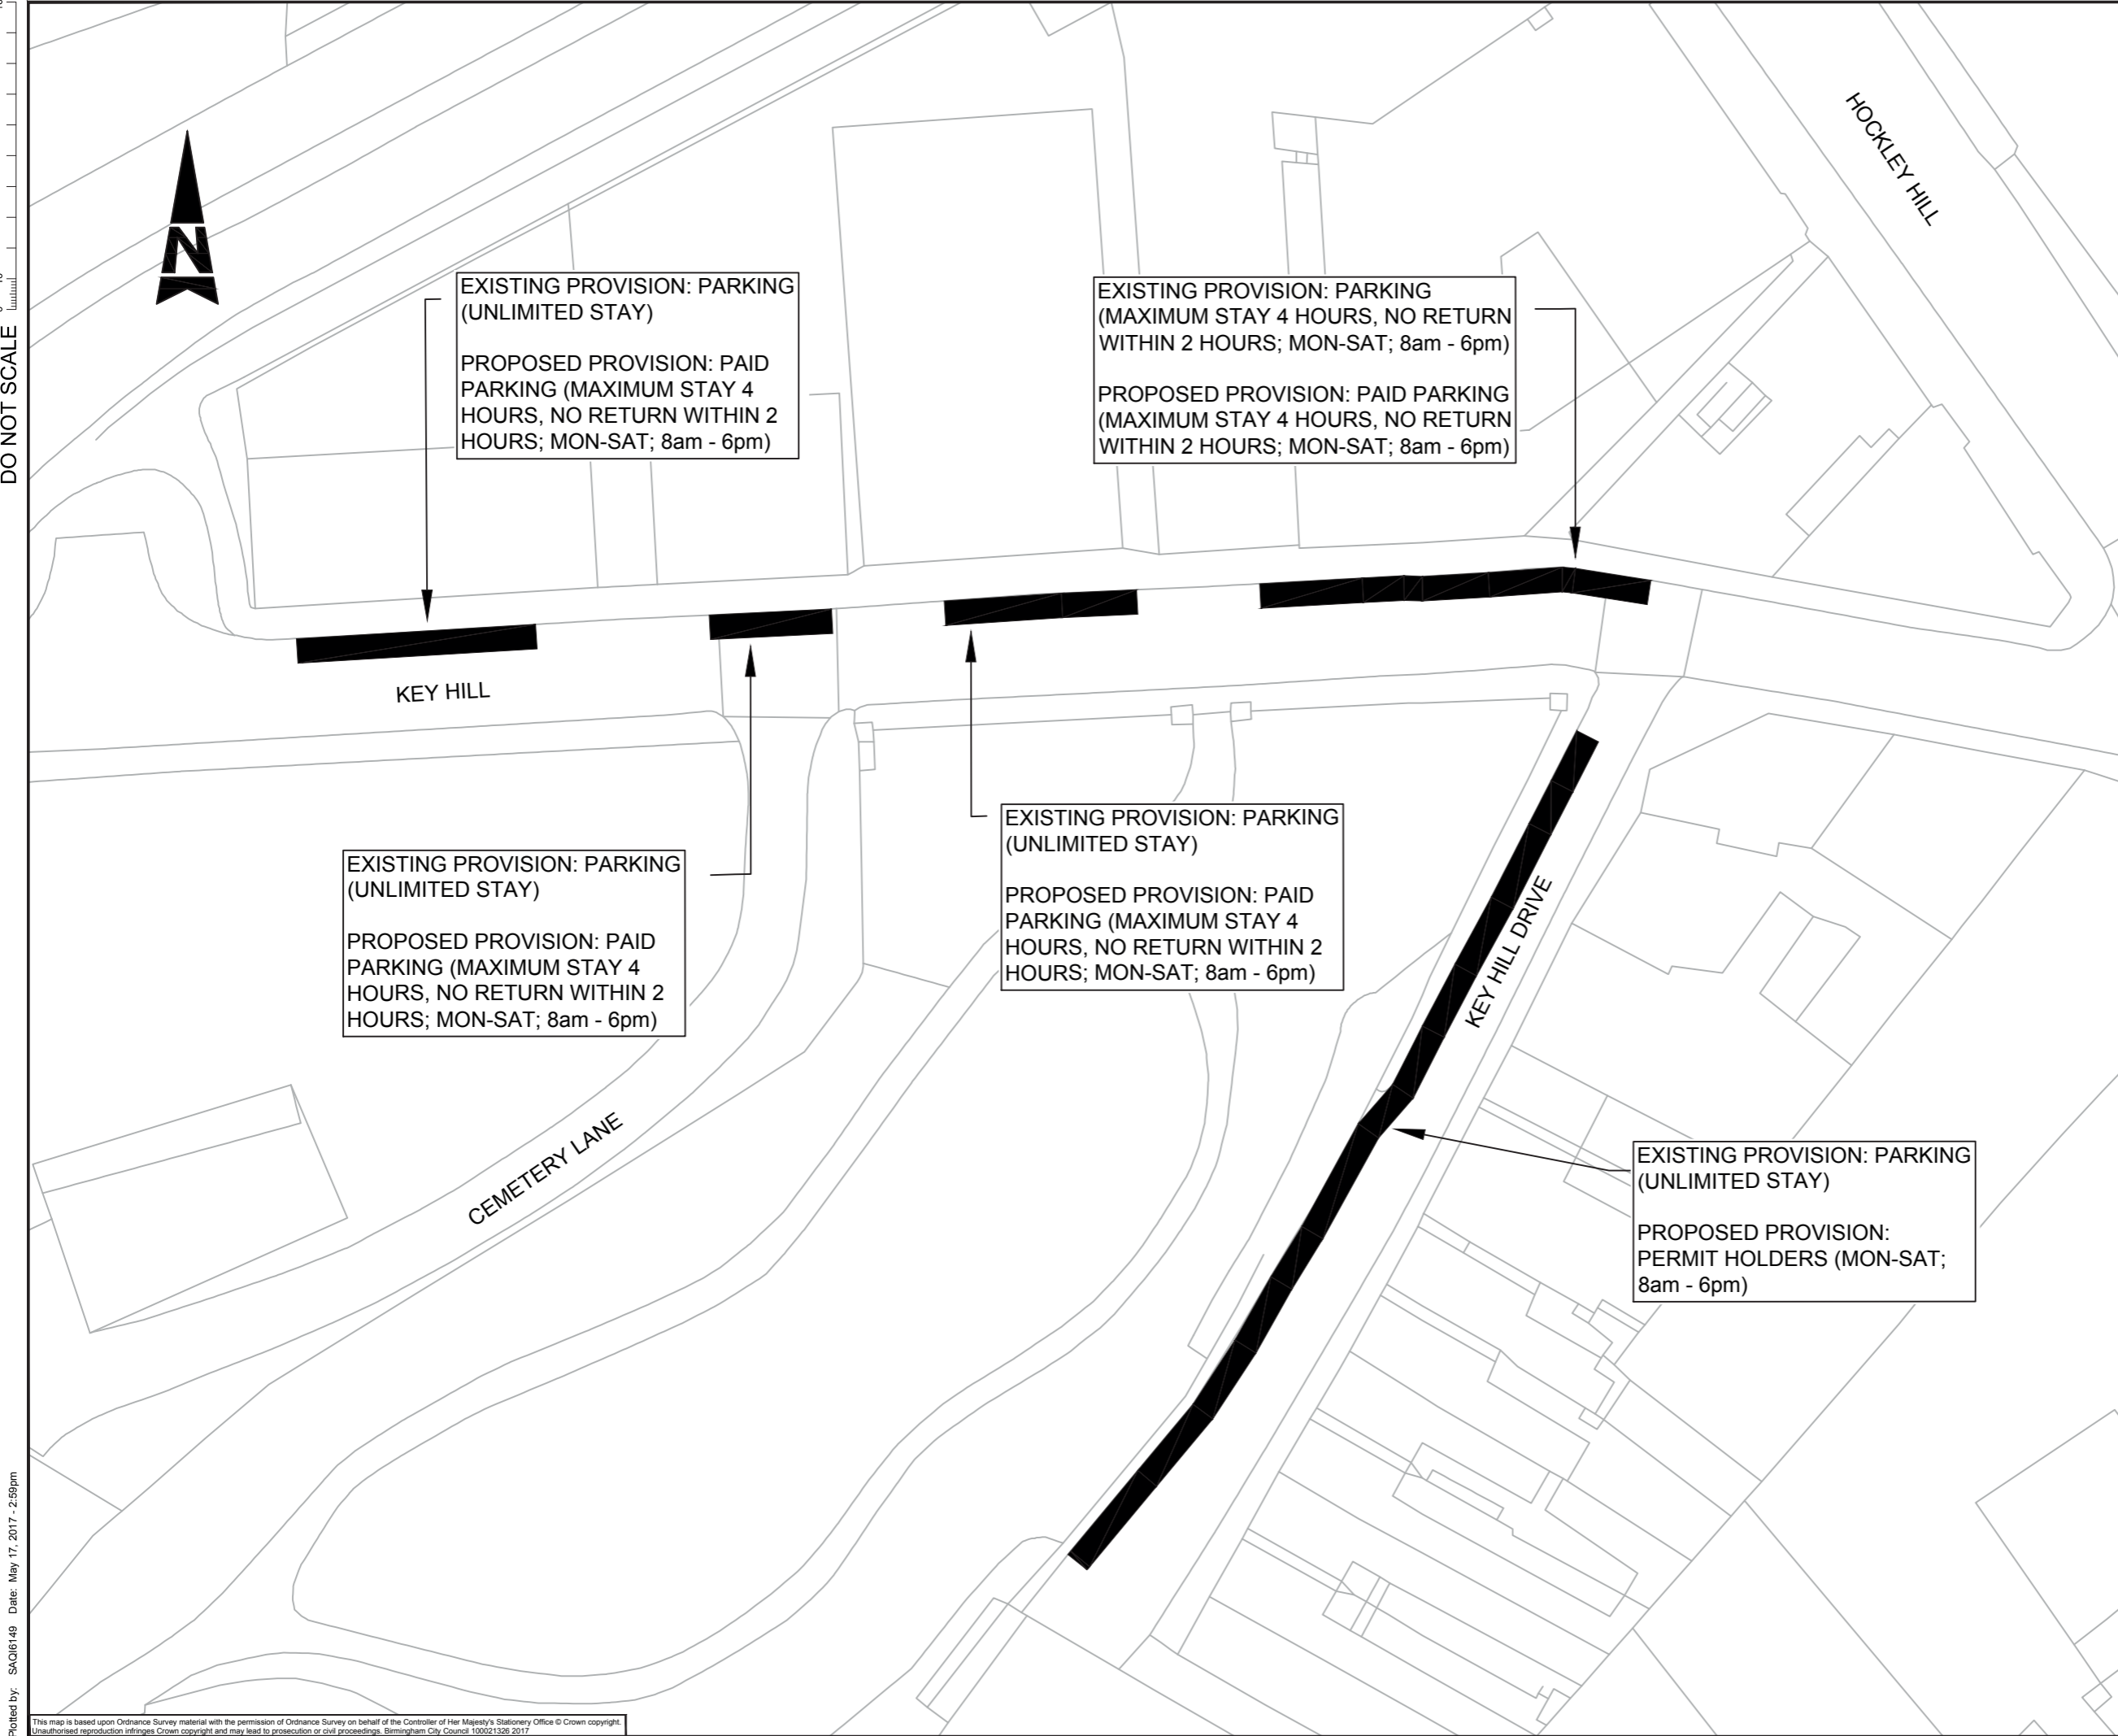 DO NOT SCALE
N
HOCKLEY HILL
EXISTING PROVISION: PARKING
(UNLIMITED STAY)
PROPOSED PROVISION: PAID
PARKING (MAXIMUM STAY 4
HOURS, NO RETURN WITHIN 2
HOURS; MON-SAT; 8am - 6pm)
EXISTING PROVISION: PARKING
(MAXIMUM STAY 4 HOURS, NO RETURN
WITHIN 2 HOURS; MON-SAT; 8am - 6pm)
PROPOSED PROVISION: PAID PARKING
(MAXIMUM STAY 4 HOURS, NO RETURN
WITHIN 2 HOURS; MON-SAT; 8am - 6pm)
KEY HILL
EXISTING PROVISION: PARKING
(UNLIMITED STAY)
PROPOSED PROVISION: PAID
PARKING (MAXIMUM STAY 4
HOURS, NO RETURN WITHIN 2
HOURS; MON-SAT; 8am - 6pm)
EXISTING PROVISION: PARKING
(UNLIMITED STAY)
PROPOSED PROVISION: PAID
PARKING (MAXIMUM STAY 4
HOURS, NO RETURN WITHIN 2
HOURS; MON-SAT; 8am - 6pm)
KEY HILL DRIVE
CEMETERY LANE
EXISTING PROVISION: PARKING
(UNLIMITED STAY)
PROPOSED PROVISION:
PERMIT HOLDERS (MON-SAT;
8am - 6pm)
Plotted by: SAQI6149 Date: May 17, 2017 - 2:59pm
This map is based upon Ordnance Survey material with the permission of Ordnance Survey on behalf of the Controller of Her Majesty's Stationery Office © Crown copyright.
Unauthorised reproduction infringes Crown copyright and may lead to prosecution or civil proceedings. Birmingham City Council 100021326 2017